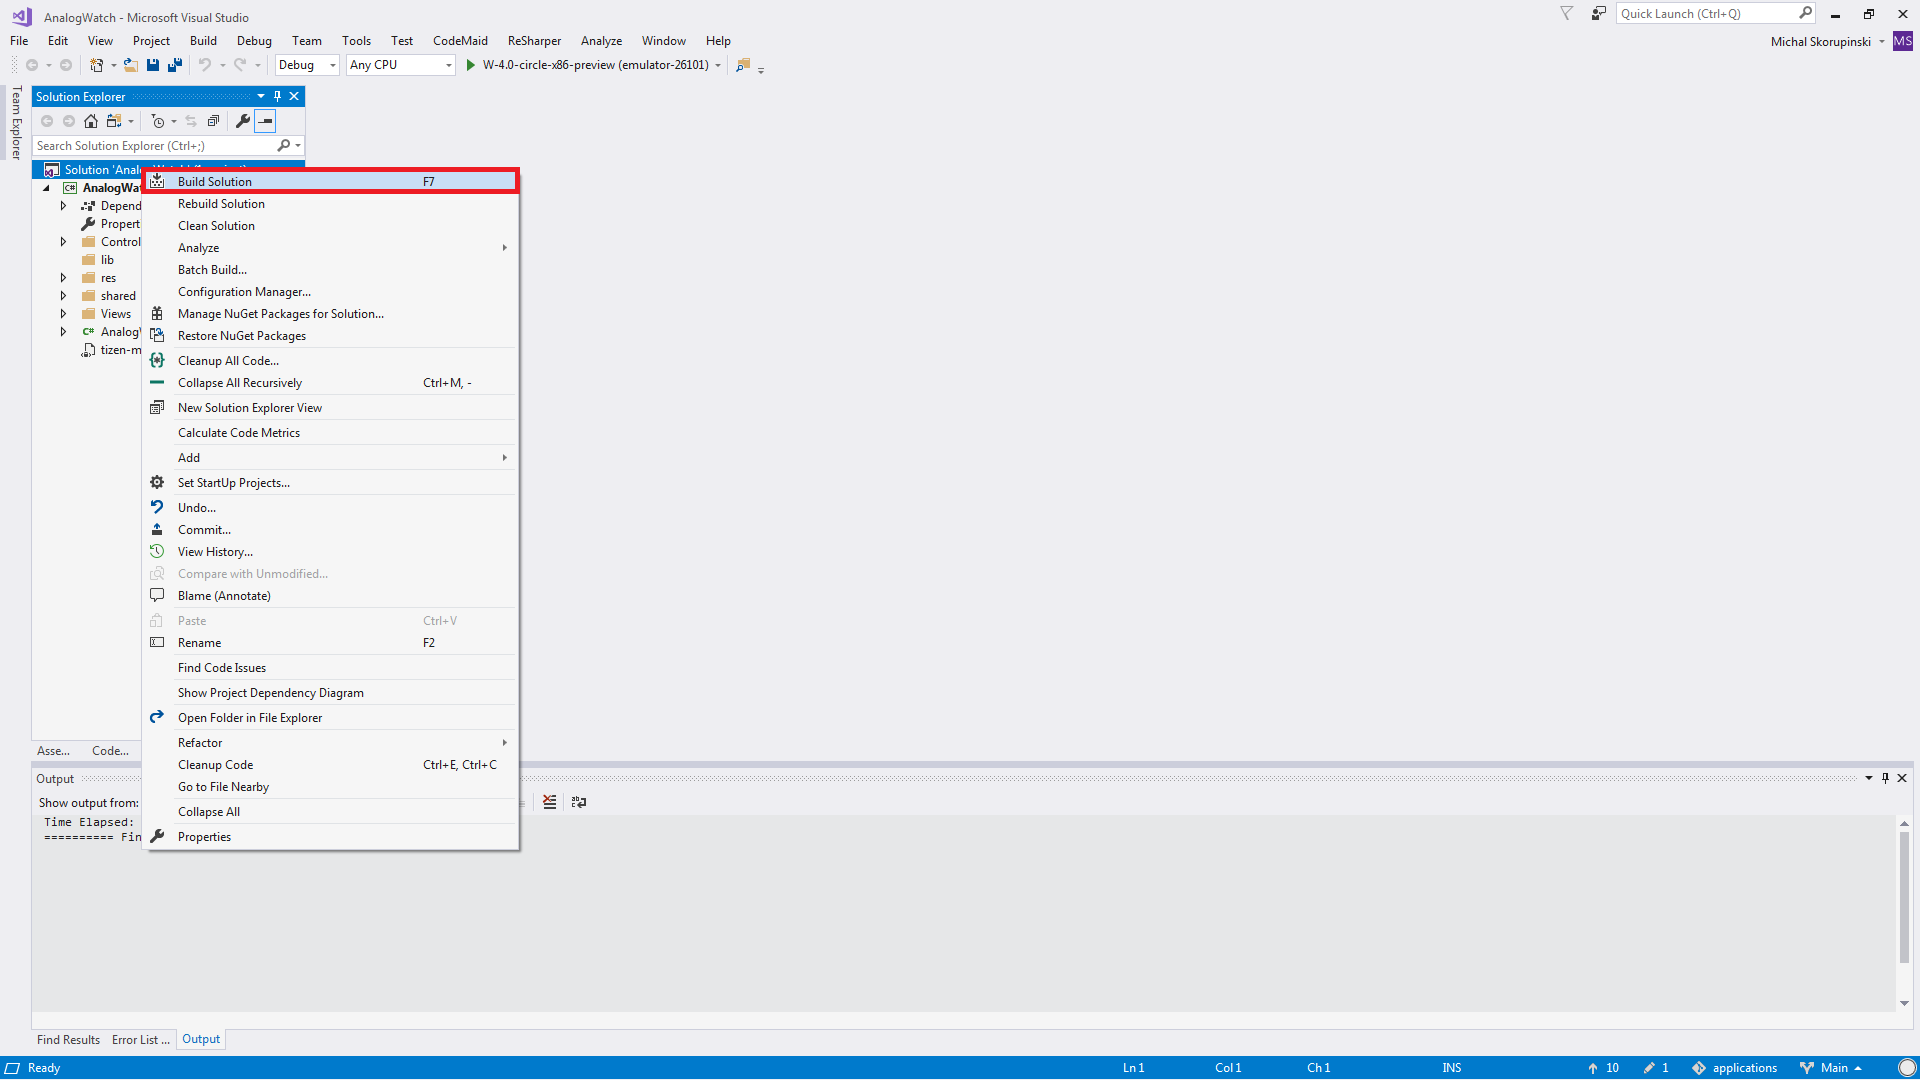 AnalogWatch - Microsoft Visual Studio
Quick Launch (Ctrl+Q)
File Edit View Project Build Debug Team Tools Test CodeMaid ReSharper Analyze Window Help
Michal Skorupinski MS
Debug Any CPU W-4.0-circle-x86-preview (emulator-26101)
Team Explorer
Solution Explorer
Search Solution Explorer (Ctrl+;)
Solution 'Anal
Build Solution F7
AnalogWa
Rebuild Solution
Depend
Clean Solution
Propert
Control
Analyze
lib
Batch Build...
res
Configuration Manager...
shared
Manage NuGet Packages for Solution...
Views
Restore NuGet Packages
C# Analog
tizen-m
Cleanup All Code...
Collapse All Recursively Ctrl+M, -
New Solution Explorer View
Calculate Code Metrics
Add
Set StartUp Projects...
Undo...
Commit...
View History...
Compare with Unmodified...
Blame (Annotate)
Paste Ctrl+V
Rename F2
Find Code Issues
Show Project Dependency Diagram
Open Folder in File Explorer
Refactor
Asse... Code...
Cleanup Code Ctrl+E, Ctrl+C
Output
Go to File Nearby
Show output from:
Collapse All
Time Elapsed:
========== Fin
Properties
Find Results Error List ... Output
Ready Ln 1 Col 1 Ch 1 INS 10 1 applications Main